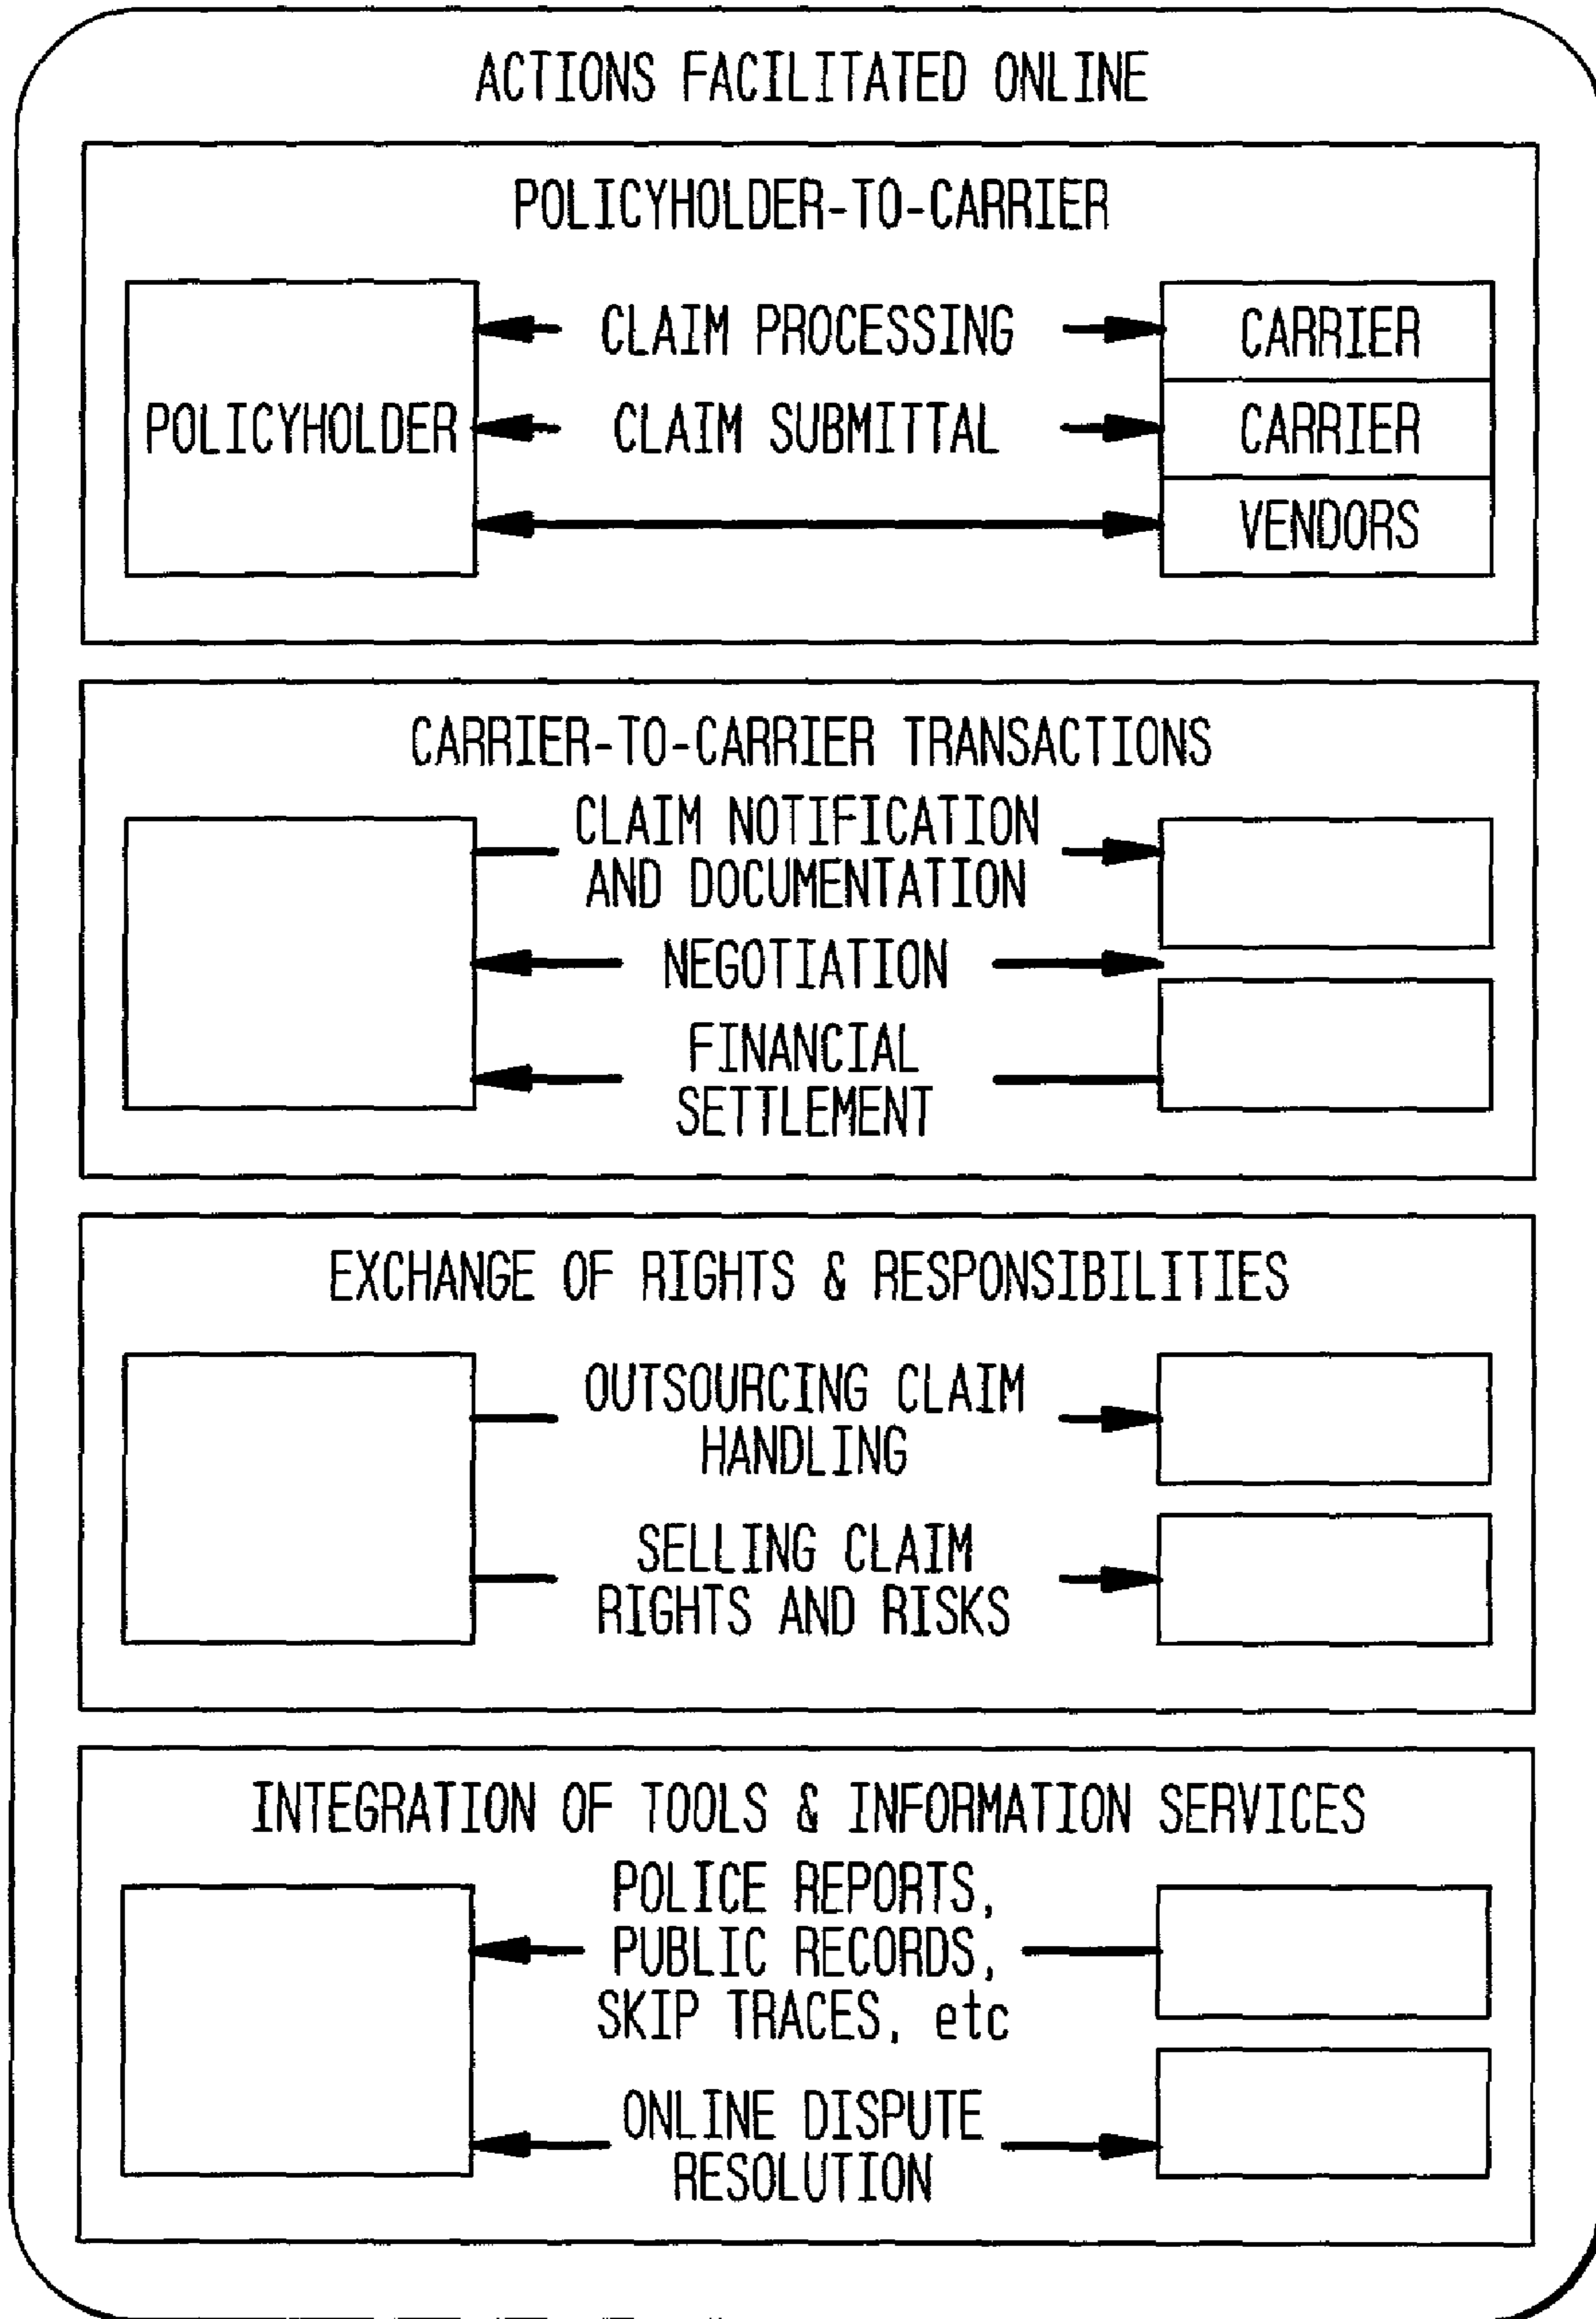 ACTIONS FACILITATED ONLINE
POLICYHOLDER-TO-CARRIER
POLICYHOLDER
CLAIM PROCESSING
CARRIER
CLAIM SUBMITTAL
CARRIER
VENDORS
CARRIER-TO-CARRIER TRANSACTIONS
CLAIM NOTIFICATION
AND DOCUMENTATION
NEGOTIATION
FINANCIAL
SETTLEMENT
EXCHANGE OF RIGHTS & RESPONSIBILITIES
OUTSOURCING CLAIM
HANDLING
SELLING CLAIM
RIGHTS AND RISKS
INTEGRATION OF TOOLS & INFORMATION SERVICES
POLICE REPORTS,
PUBLIC RECORDS,
SKIP TRACES, etc
ONLINE DISPUTE
RESOLUTION